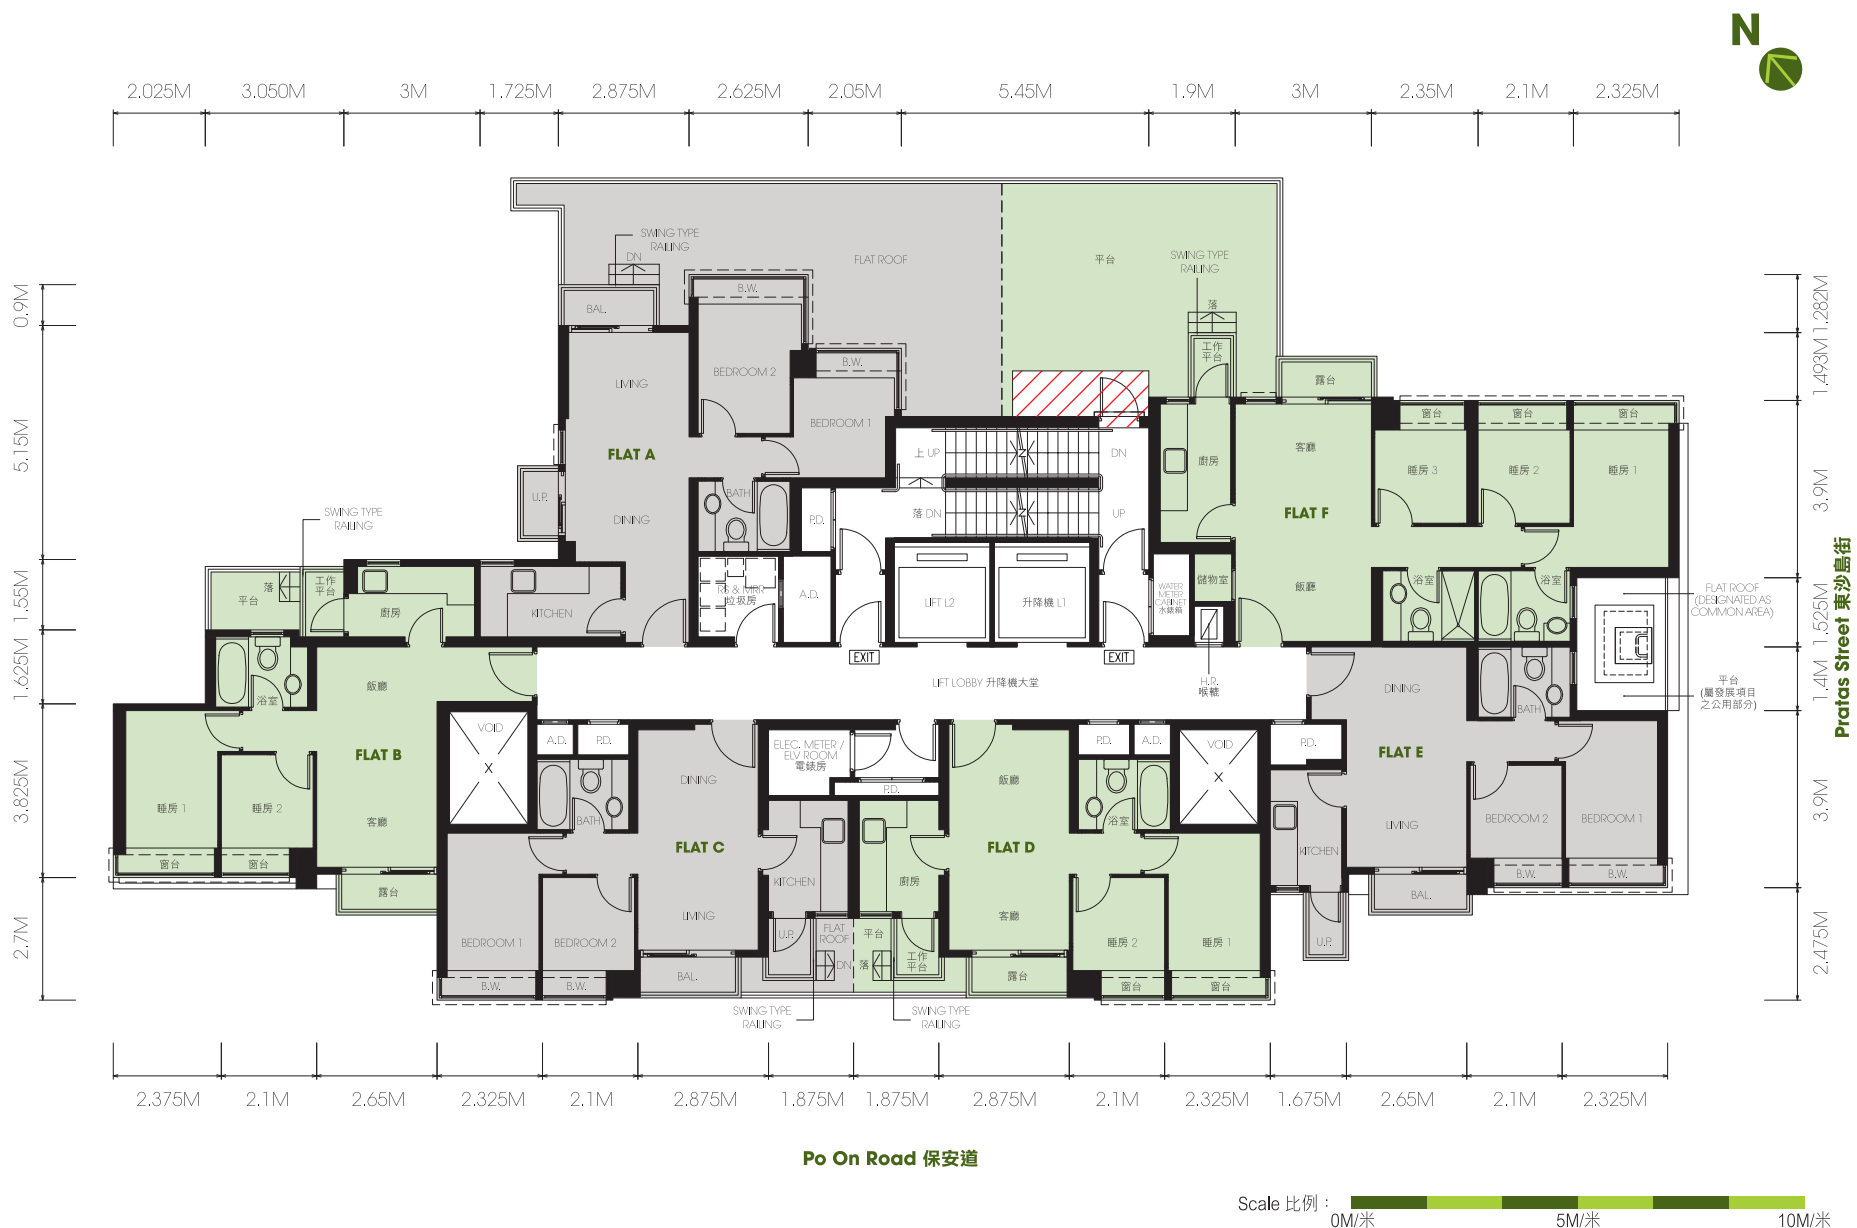 N
2.025M 3.050M 3M 1.725M 2.875M 2.625M 2.05M 5.45M 1.9M 3M 2.35M 2.1M 2.325M
0.9M
5.15M
1.55M
1.625M
3.825M
2.7M
SWING TYPE
RAILING
DN
BAL.
B.W.
B.W.
FLAT ROOF
平台
SWING TYPE
RAILING
落
工作
平台
露台
LIVING
BEDROOM 2
BEDROOM 1
FLAT A
DINING
U.P.
BATH
P.D.
KITCHEN
RS & MRR
垃圾房
A.D.
上 UP
DN
落 DN
UP
LIFT L2
升降機 L1
EXIT
EXIT
LIFT LOBBY 升降機大堂
WATER
METER
CABINET
水錶箱
儲物室
H.R.
喉轆
廚房
客廳
FLAT F
飯廳
窗台
窗台
窗台
睡房 3
睡房 2
睡房 1
浴室
浴室
FLAT ROOF
(DESIGNATED AS
COMMON AREA)
平台
(屬發展項目
之公用部分)
SWING TYPE
RAILING
平台
落
工作
平台
廚房
浴室
飯廳
FLAT B
客廳
睡房 1
睡房 2
窗台
窗台
露台
VOID
X
A.D.
P.D.
BATH
DINING
FLAT C
LIVING
BEDROOM 1
BEDROOM 2
B.W.
B.W.
BAL.
KITCHEN
U.P.
FLAT
ROOF
DN
SWING TYPE
RAILING
ELEC. METER /
ELV ROOM
電錶房
P.D.
廚房
平台
落
工作
平台
SWING TYPE
RAILING
飯廳
FLAT D
客廳
露台
P.D.
A.D.
浴室
睡房 2
睡房 1
窗台
窗台
VOID
X
P.D.
KITCHEN
U.P.
DINING
FLAT E
LIVING
BAL.
BATH
BEDROOM 2
BEDROOM 1
B.W.
B.W.
1.282M
1.493M
3.9M
1.525M
1.4M
3.9M
2.475M
Pratas Street 東沙島街
2.375M 2.1M 2.65M 2.325M 2.1M 2.875M 1.875M 1.875M 2.875M 2.1M 2.325M 1.675M 2.65M 2.1M 2.325M
Po On Road 保安道
Scale 比例 :
0M/米 5M/米 10M/米